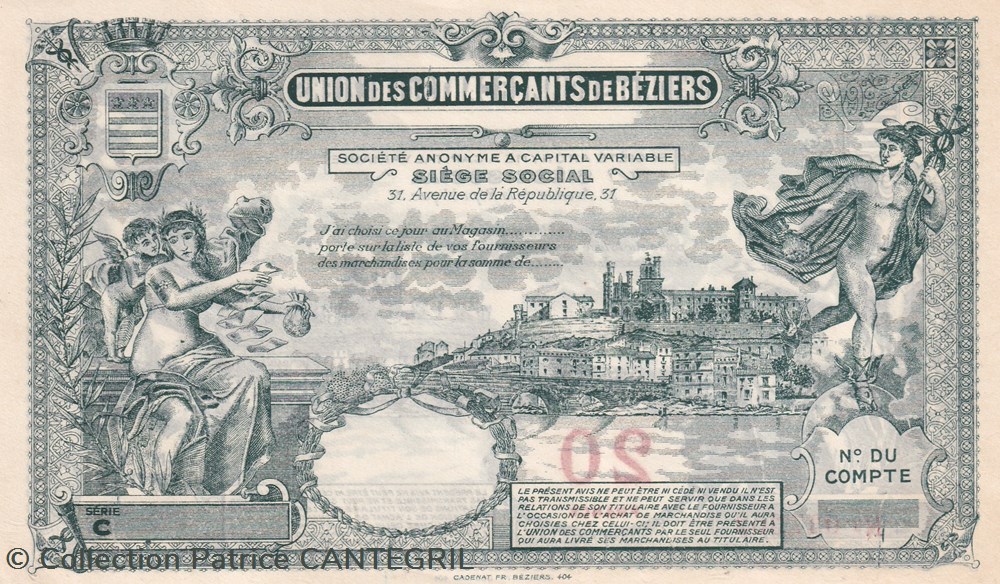 UNION DES COMMERÇANTS DE BÉZIERS
SOCIÉTÉ ANONYME A CAPITAL VARIABLE
SIÈGE SOCIAL
31, Avenue de la République, 31
J'ai choisi ce jour au Magasin............
porté sur la liste de vos fournisseurs
des marchandises pour la somme de........
20
N° DU
COMPTE
LE PRÉSENT AVIS NE PEUT ÊTRE NI CÉDÉ NI VENDU IL N'EST
PAS TRANSMISSIBLE ET NE PEUT SERVIR QUE DANS LES
RELATIONS DE SON TITULAIRE AVEC LE FOURNISSEUR A
L'OCCASION DE L'ACHAT DE MARCHANDISE QU'IL AURA
CHOISIES CHEZ CELUI-CI; IL DOIT ÊTRE PRÉSENTÉ À
L'UNION DES COMMERÇANTS PAR LE SEUL FOURNISSEUR
QUI AURA LIVRÉ SES MARCHANDISES AU TITULAIRE.
SÉRIE
C
© Collection Patrice CANTEGRIL
CADENAT, FR. BEZIERS. 404